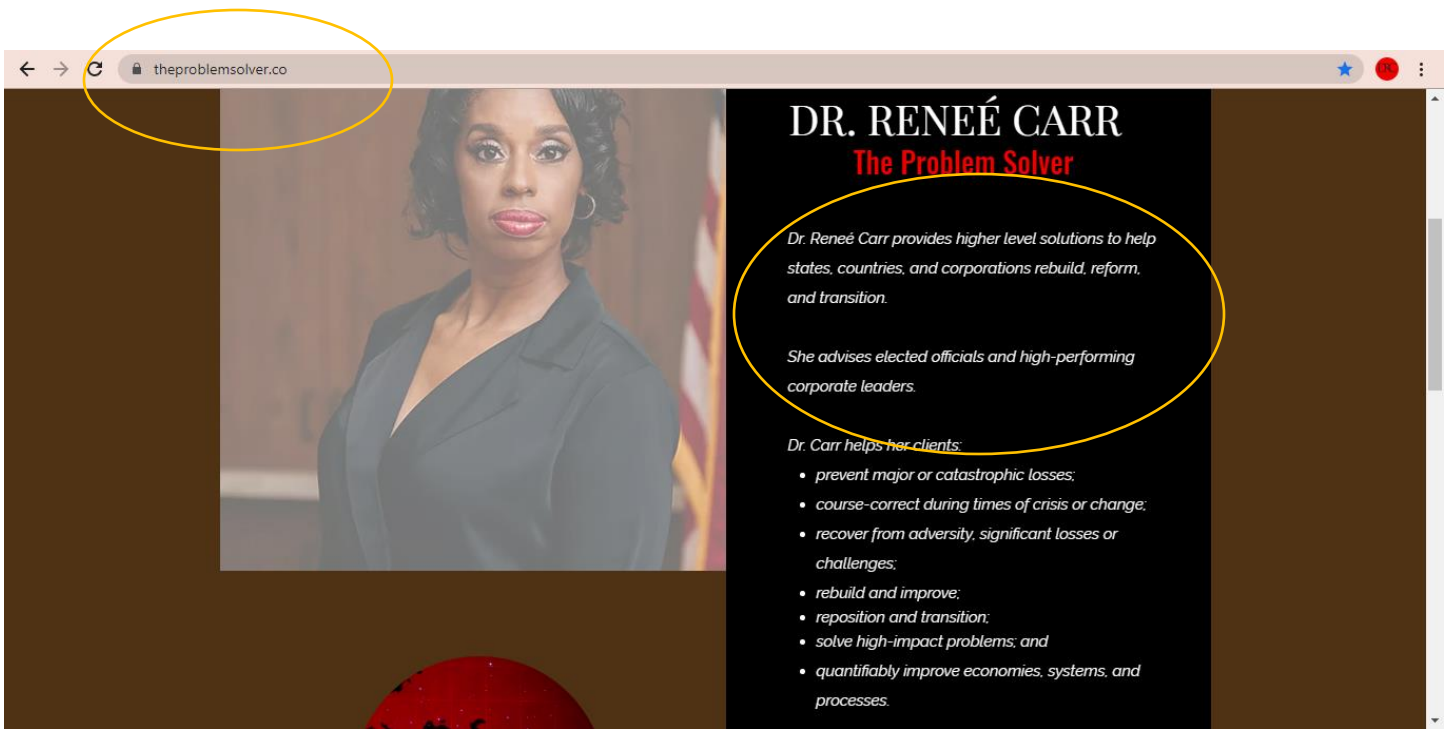 theproblemsolver.co
DR. RENEÉ CARR
The Problem Solver
Dr. Reneé Carr provides higher level solutions to help
states, countries, and corporations rebuild, reform,
and transition.
She advises elected officials and high-performing
corporate leaders.
Dr. Carr helps her clients:
• prevent major or catastrophic losses;
• course-correct during times of crisis or change;
• recover from adversity, significant losses or
challenges;
• rebuild and improve;
• reposition and transition;
• solve high-impact problems; and
• quantifiably improve economies, systems, and
processes.